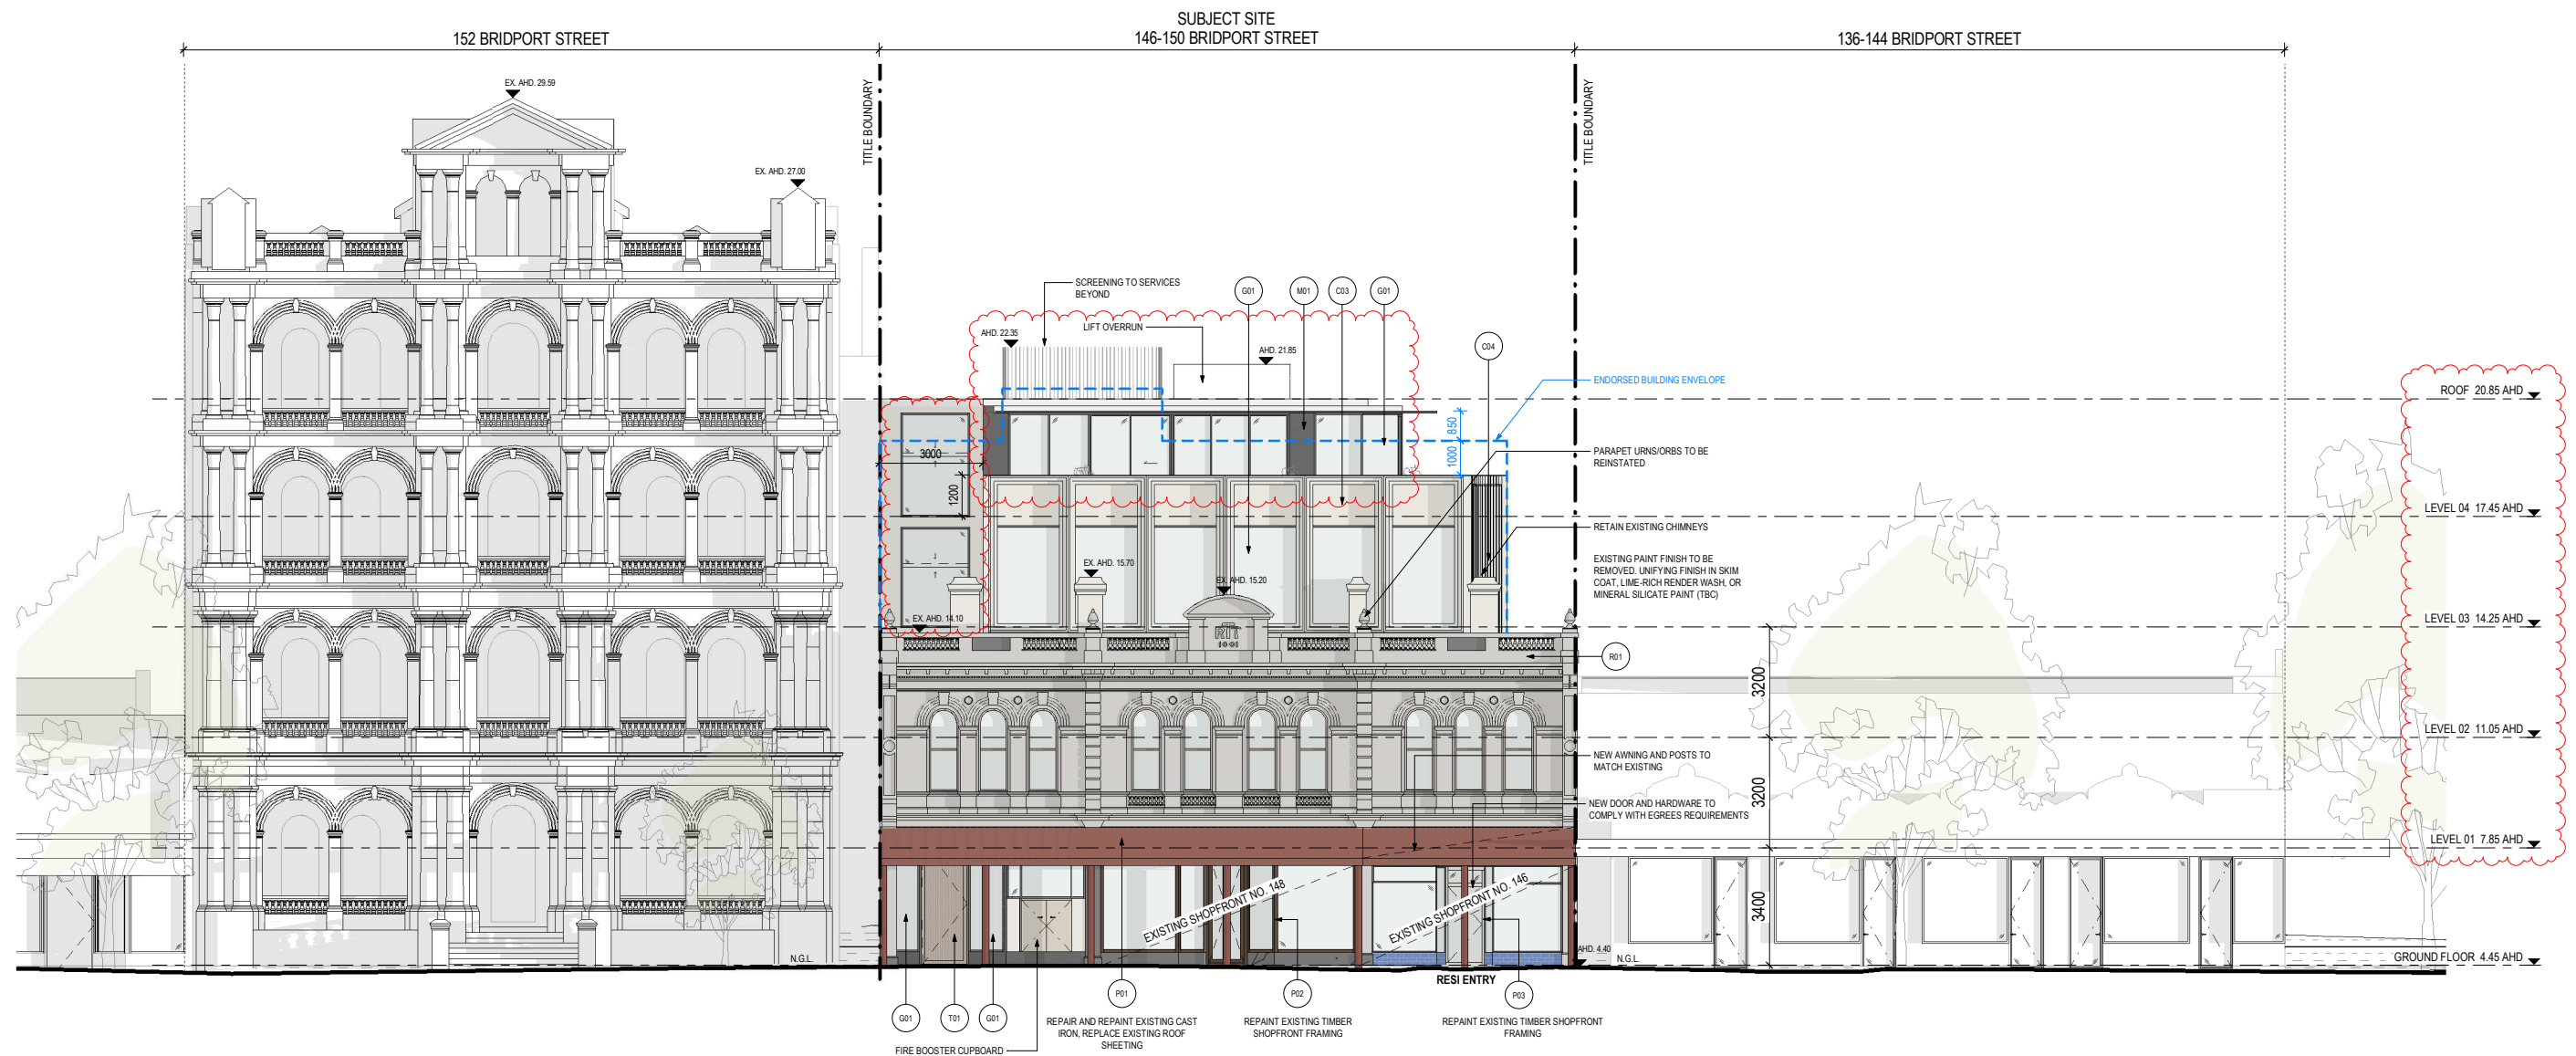 SUBJECT SITE
152 BRIDPORT STREET
146-150 BRIDPORT STREET
136-144 BRIDPORT STREET
TITLE BOUNDARY
TITLE BOUNDARY
EX. AHD. 29.59
EX. AHD. 27.00
SCREENING TO SERVICES
BEYOND
G01
M01
C03
G01
LIFT OVERRUN
AHD. 22.35
AHD. 21.85
C04
ENDORSED BUILDING ENVELOPE
ROOF 20.85 AHD
850
1000
3000
1200
PARAPET URNS/ORBS TO BE
REINSTATED
LEVEL 04 17.45 AHD
RETAIN EXISTING CHIMNEYS
EXISTING PAINT FINISH TO BE
REMOVED. UNIFYING FINISH IN SKIM
COAT, LIME-RICH RENDER WASH, OR
MINERAL SILICATE PAINT (TBC)
EX. AHD. 15.70
EX. AHD. 15.20
EX. AHD. 14.10
LEVEL 03 14.25 AHD
R01
3200
LEVEL 02 11.05 AHD
NEW AWNING AND POSTS TO
MATCH EXISTING
3200
NEW DOOR AND HARDWARE TO
COMPLY WITH EGREES REQUIREMENTS
LEVEL 01 7.85 AHD
EXISTING SHOPFRONT NO. 148
EXISTING SHOPFRONT NO. 146
3400
AHD. 4.40
N.G.L.
N.G.L.
GROUND FLOOR 4.45 AHD
RESI ENTRY
P01
P02
P03
G01
T01
G01
REPAIR AND REPAINT EXISTING CAST
IRON, REPLACE EXISTING ROOF
SHEETING
REPAINT EXISTING TIMBER
SHOPFRONT FRAMING
REPAINT EXISTING TIMBER SHOPFRONT
FRAMING
FIRE BOOSTER CUPBOARD